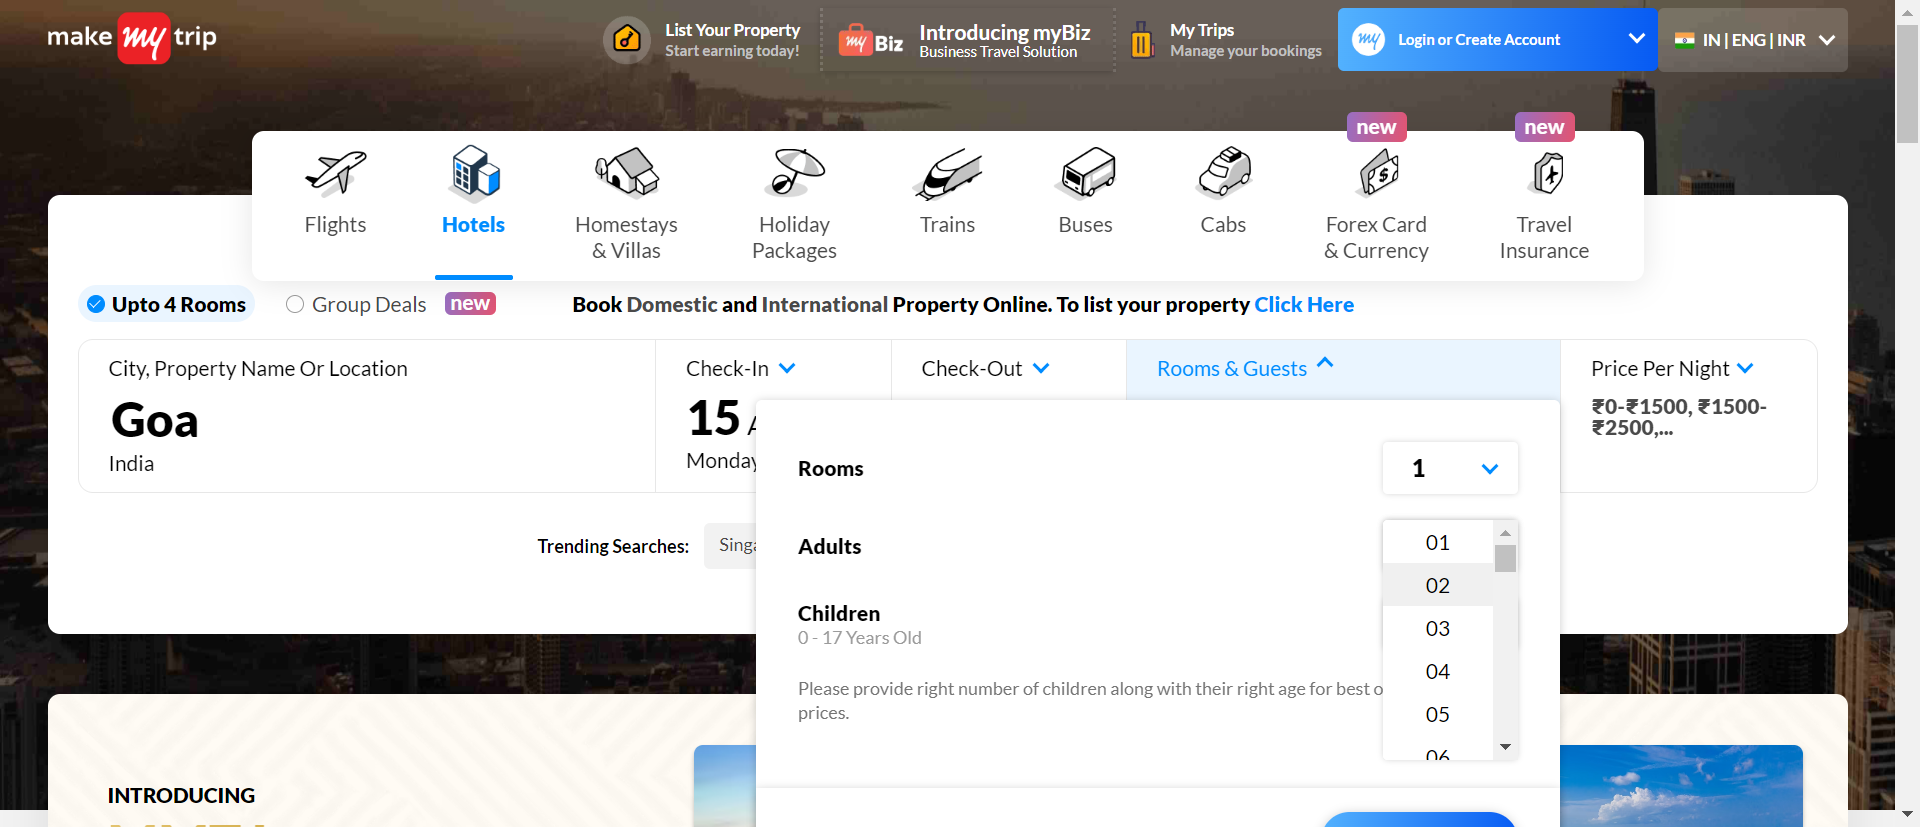 make my trip
List Your Property
Start earning today!
my Biz
Introducing myBiz
Business Travel Solution
My Trips
Manage your bookings
my
Login or Create Account
IN | ENG | INR
new
new
Flights
Hotels
Homestays
& Villas
Holiday
Packages
Trains
Buses
Cabs
Forex Card
& Currency
Travel
Insurance
Upto 4 Rooms
Group Deals
new
Book Domestic and International Property Online. To list your property Click Here
City, Property Name Or Location
Goa
India
Check-In
15
Monday
Check-Out
Rooms & Guests
Price Per Night
₹0-₹1500, ₹1500-
₹2500,...
Rooms
1
Trending Searches:
Adults
01
02
03
04
05
06
Children
0 - 17 Years Old
Please provide right number of children along with their right age for best
prices.
INTRODUCING